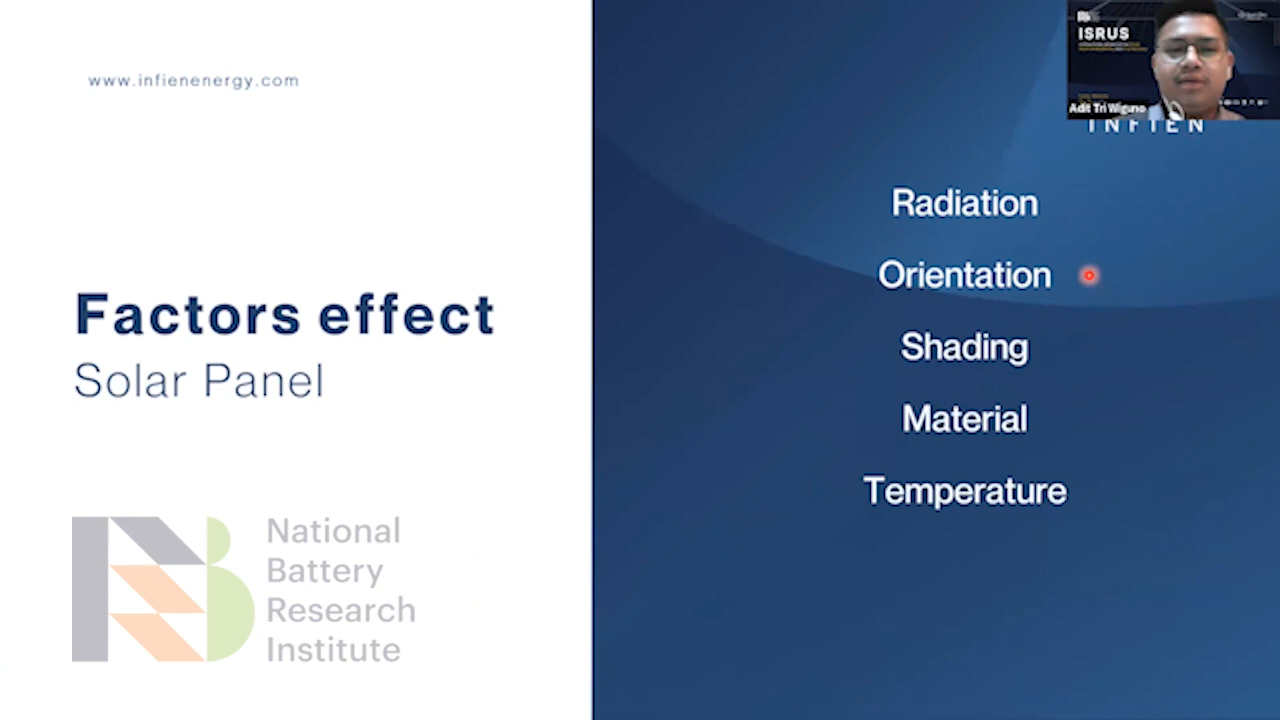 www.infienenergy.com
Factors effect
Solar Panel
National
Battery
Research
Institute
ISRUS
Adit Tri Wiguno
INFIEN
Radiation
Orientation
Shading
Material
Temperature